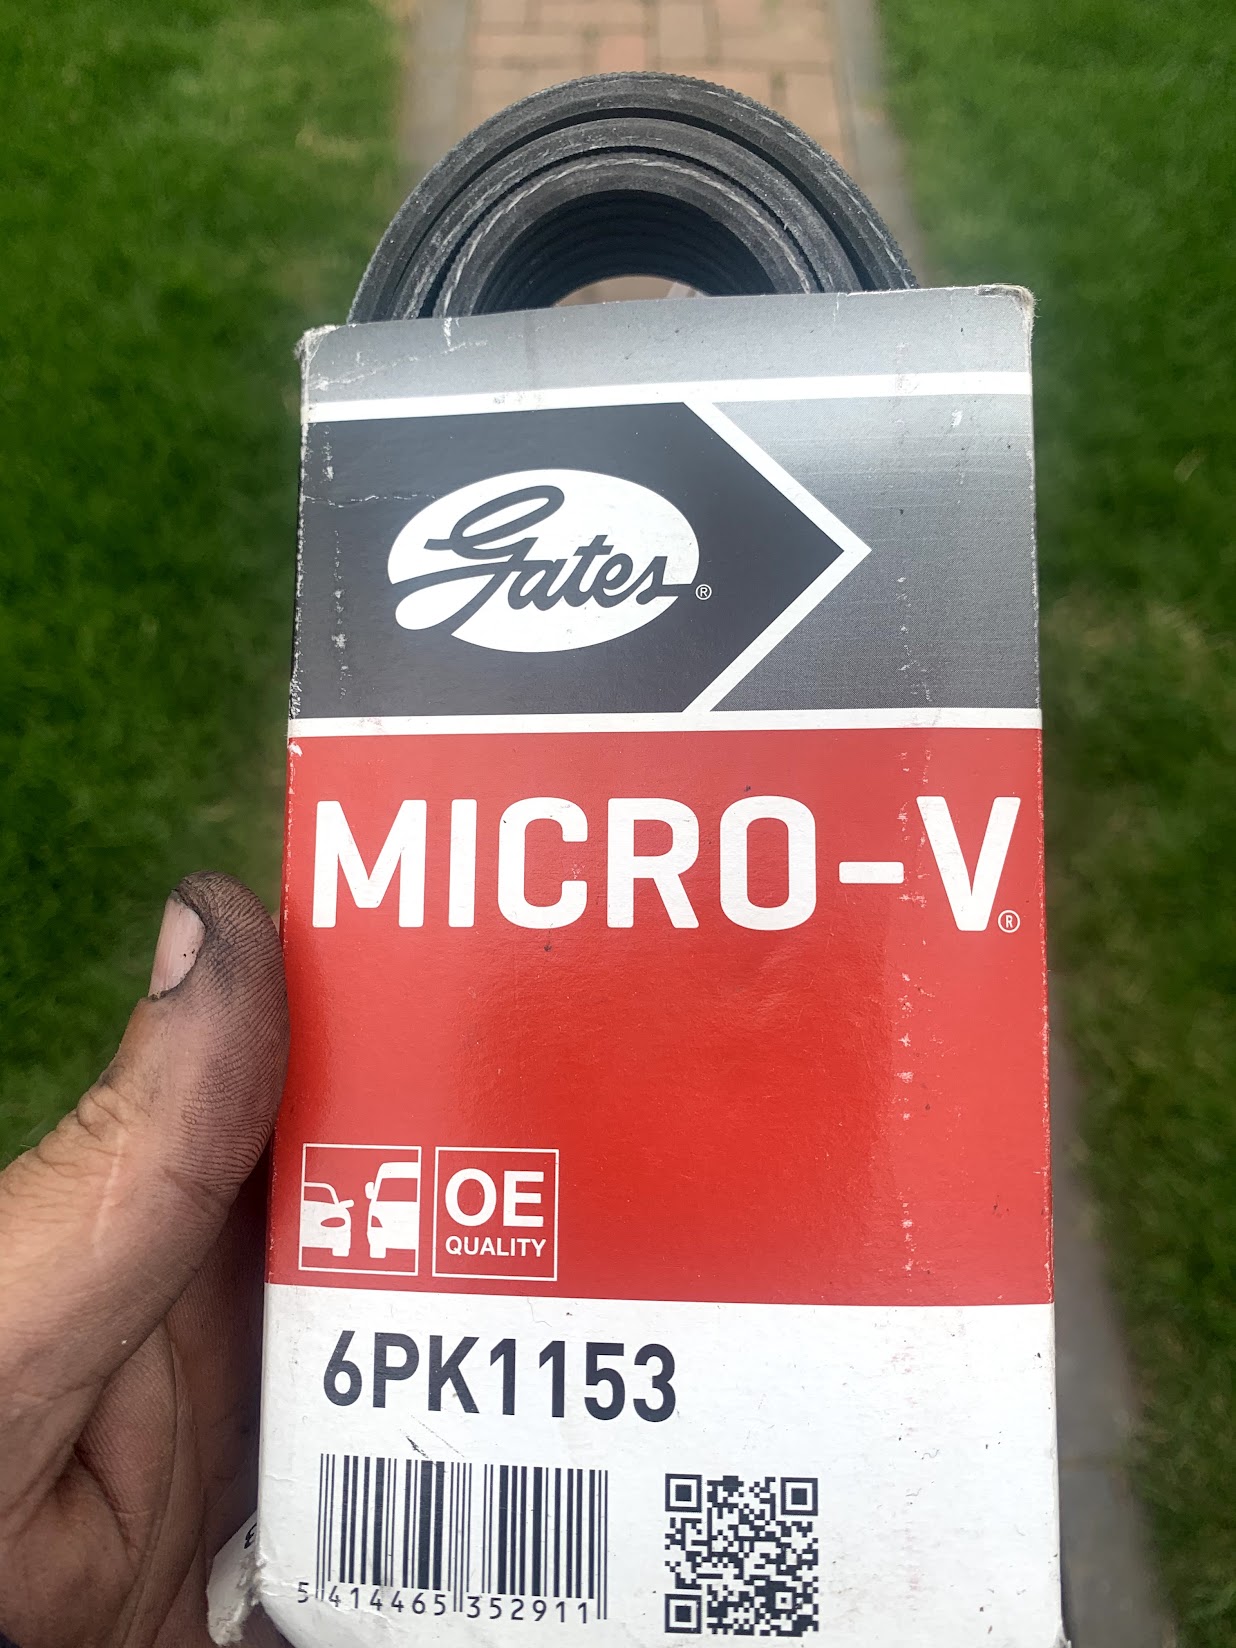 Gates®
MICRO-V®
OE
QUALITY
6PK1153
5 414465 352911